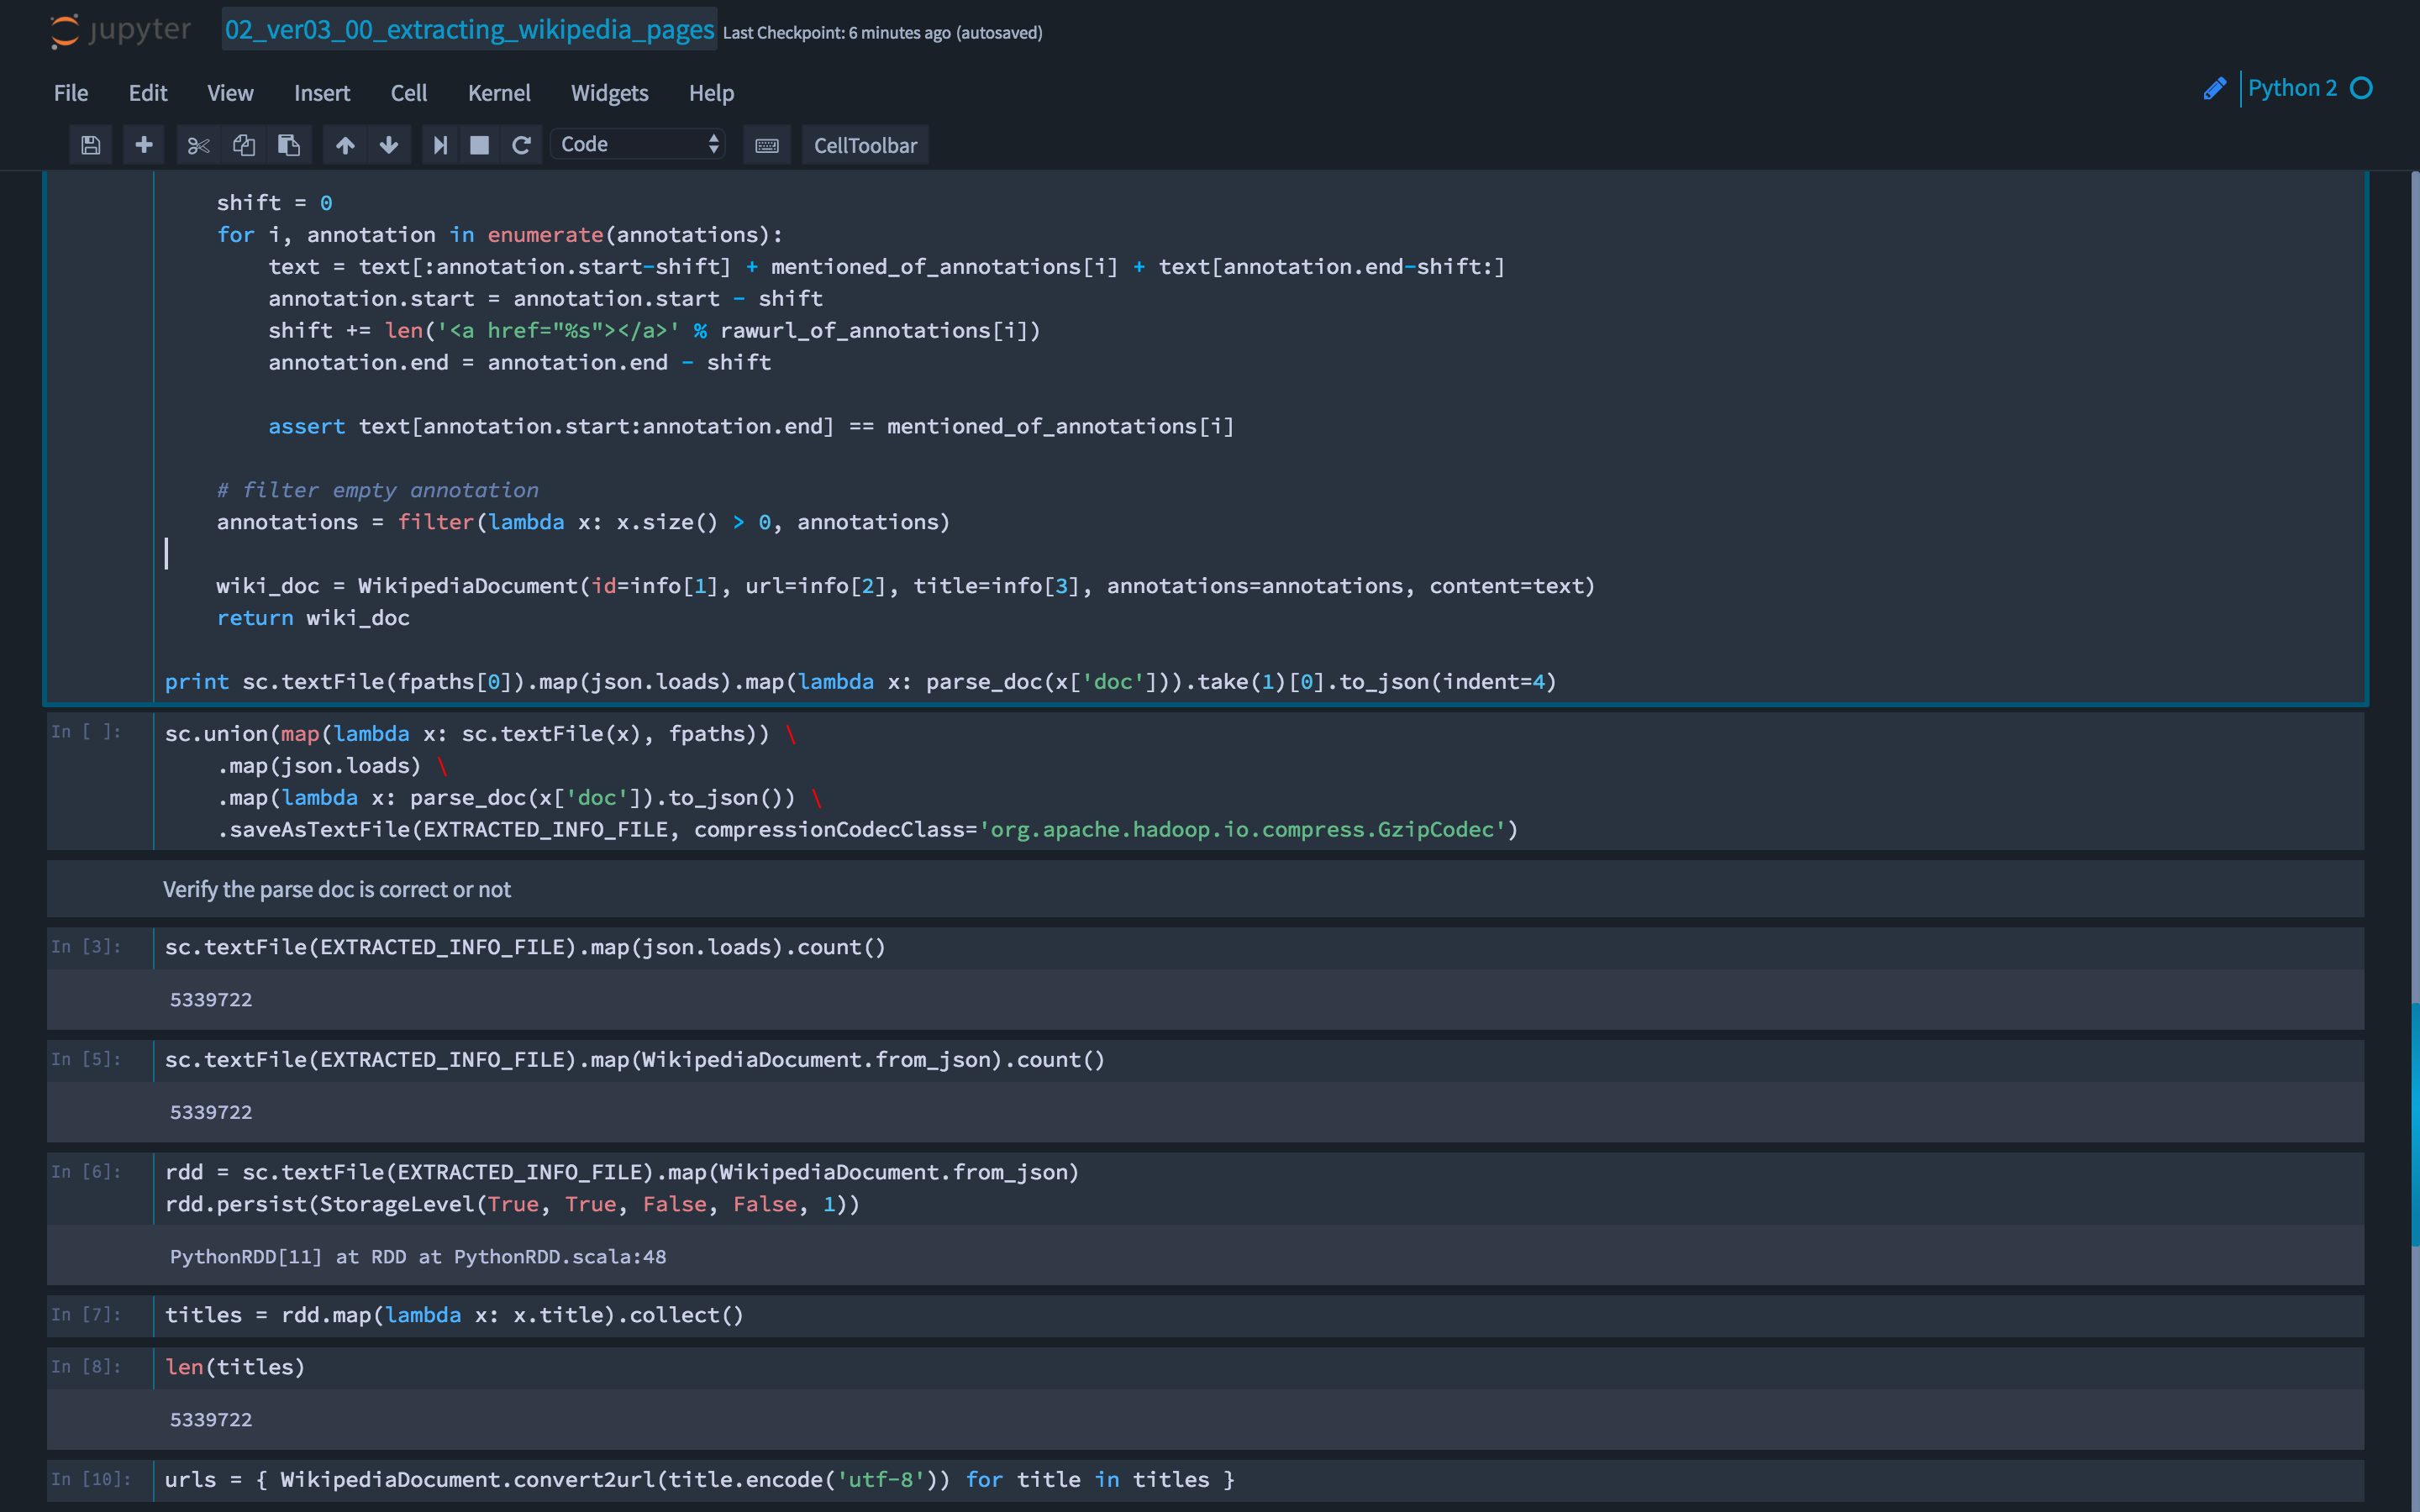 jupyter 02_ver03_00_extracting_wikipedia_pages Last Checkpoint: 6 minutes ago (autosaved)
File Edit View Insert Cell Kernel Widgets Help Python 2
Code CellToolbar
shift = 0
for i, annotation in enumerate(annotations):
text = text[:annotation.start-shift] + mentioned_of_annotations[i] + text[annotation.end-shift:]
annotation.start = annotation.start - shift
shift += len('<a href="%s"></a>' % rawurl_of_annotations[i])
annotation.end = annotation.end - shift
assert text[annotation.start:annotation.end] == mentioned_of_annotations[i]
# filter empty annotation
annotations = filter(lambda x: x.size() > 0, annotations)
wiki_doc = WikipediaDocument(id=info[1], url=info[2], title=info[3], annotations=annotations, content=text)
return wiki_doc
print sc.textFile(fpaths[0]).map(json.loads).map(lambda x: parse_doc(x['doc'])).take(1)[0].to_json(indent=4)
In [ ]: sc.union(map(lambda x: sc.textFile(x), fpaths)) \
.map(json.loads) \
.map(lambda x: parse_doc(x['doc']).to_json()) \
.saveAsTextFile(EXTRACTED_INFO_FILE, compressionCodecClass='org.apache.hadoop.io.compress.GzipCodec')
Verify the parse doc is correct or not
In [3]: sc.textFile(EXTRACTED_INFO_FILE).map(json.loads).count()
5339722
In [5]: sc.textFile(EXTRACTED_INFO_FILE).map(WikipediaDocument.from_json).count()
5339722
In [6]: rdd = sc.textFile(EXTRACTED_INFO_FILE).map(WikipediaDocument.from_json)
rdd.persist(StorageLevel(True, True, False, False, 1))
PythonRDD[11] at RDD at PythonRDD.scala:48
In [7]: titles = rdd.map(lambda x: x.title).collect()
In [8]: len(titles)
5339722
In [10]: urls = { WikipediaDocument.convert2url(title.encode('utf-8')) for title in titles }